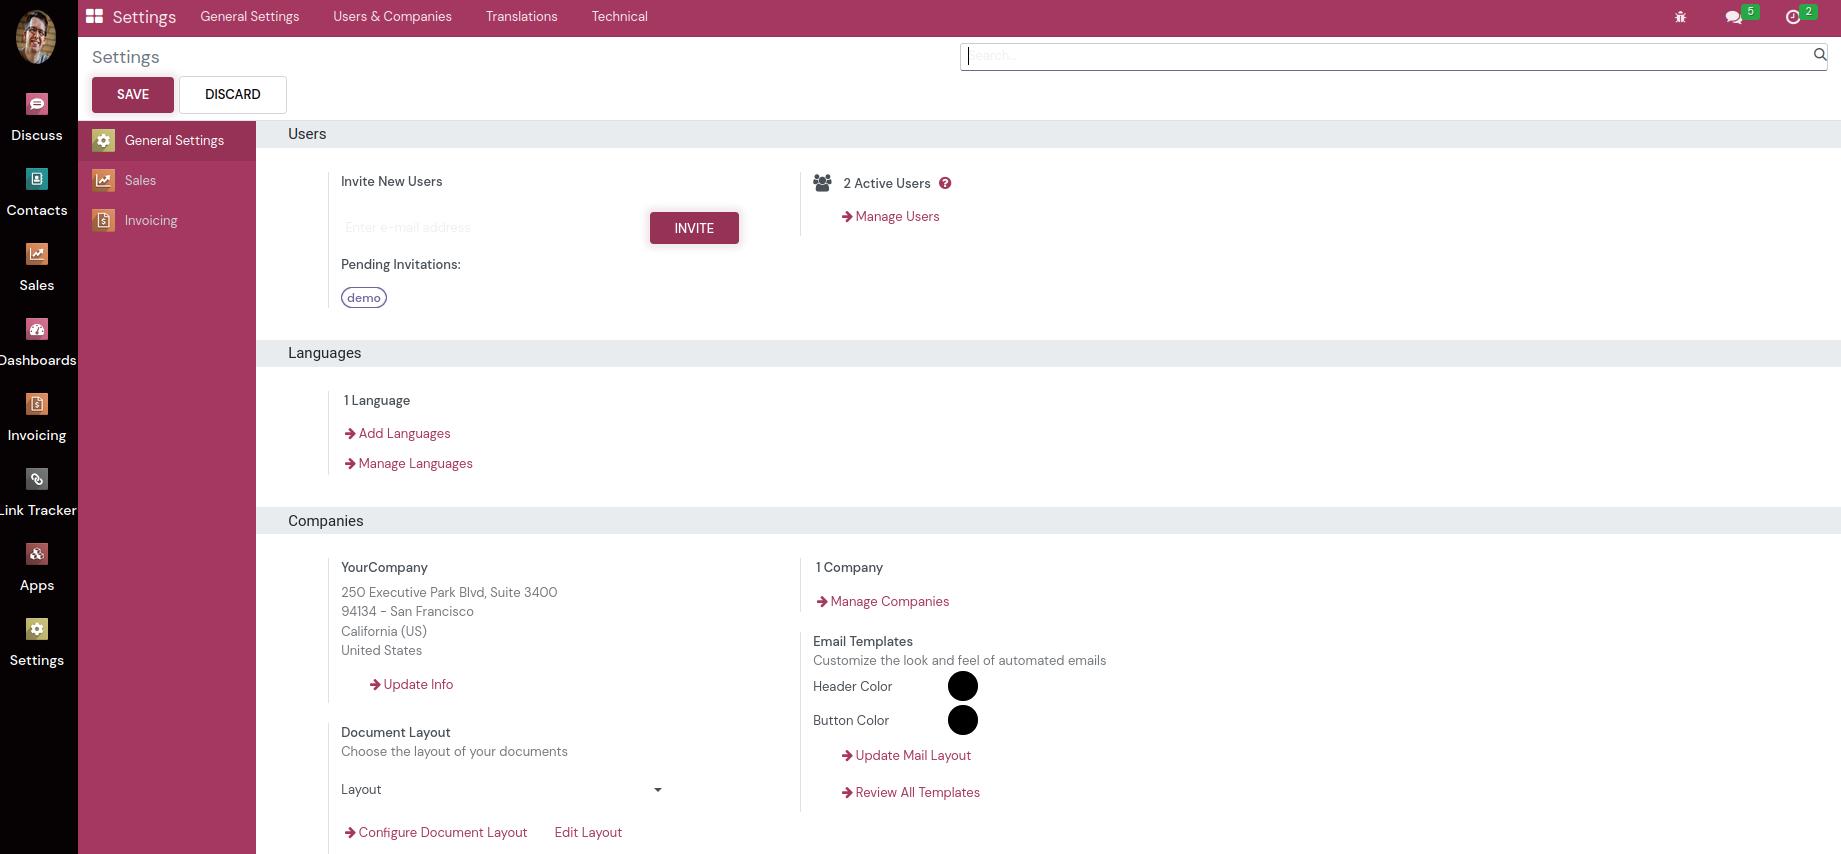 Settings General Settings Users & Companies Translations Technical 5 2
Settings
Search...
SAVE DISCARD
Discuss
Contacts
Sales
Dashboards
Invoicing
Link Tracker
Apps
Settings
General Settings
Sales
Invoicing
Users
Invite New Users
Enter e-mail address INVITE
Pending Invitations:
demo
2 Active Users ?
Manage Users
Languages
1 Language
Add Languages
Manage Languages
Companies
YourCompany
250 Executive Park Blvd, Suite 3400
94134 - San Francisco
California (US)
United States
Update Info
Document Layout
Choose the layout of your documents
Layout
Configure Document Layout Edit Layout
1 Company
Manage Companies
Email Templates
Customize the look and feel of automated emails
Header Color
Button Color
Update Mail Layout
Review All Templates